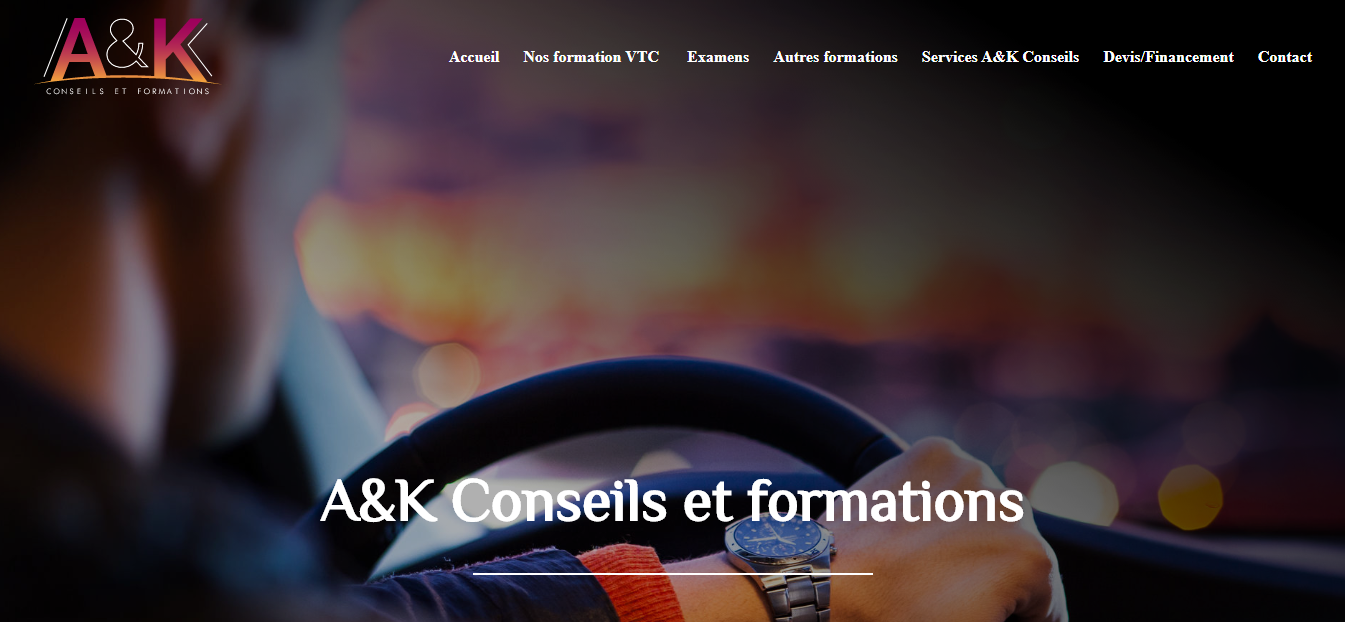 A&K
CONSEILS ET FORMATIONS
Accueil Nos formation VTC Examens Autres formations Services A&K Conseils Devis/Financement Contact
A&K Conseils et formations